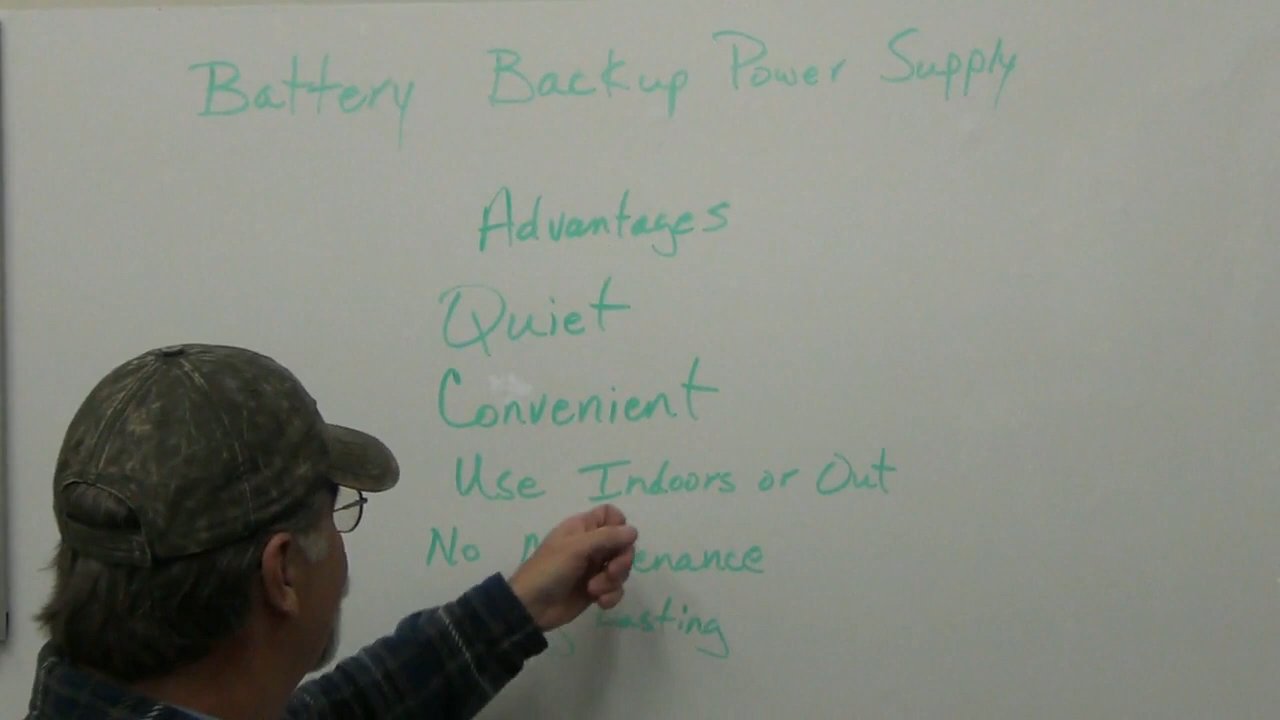 Battery Backup Power Supply
Advantages
Quiet
Convenient
Use Indoors or Out
No